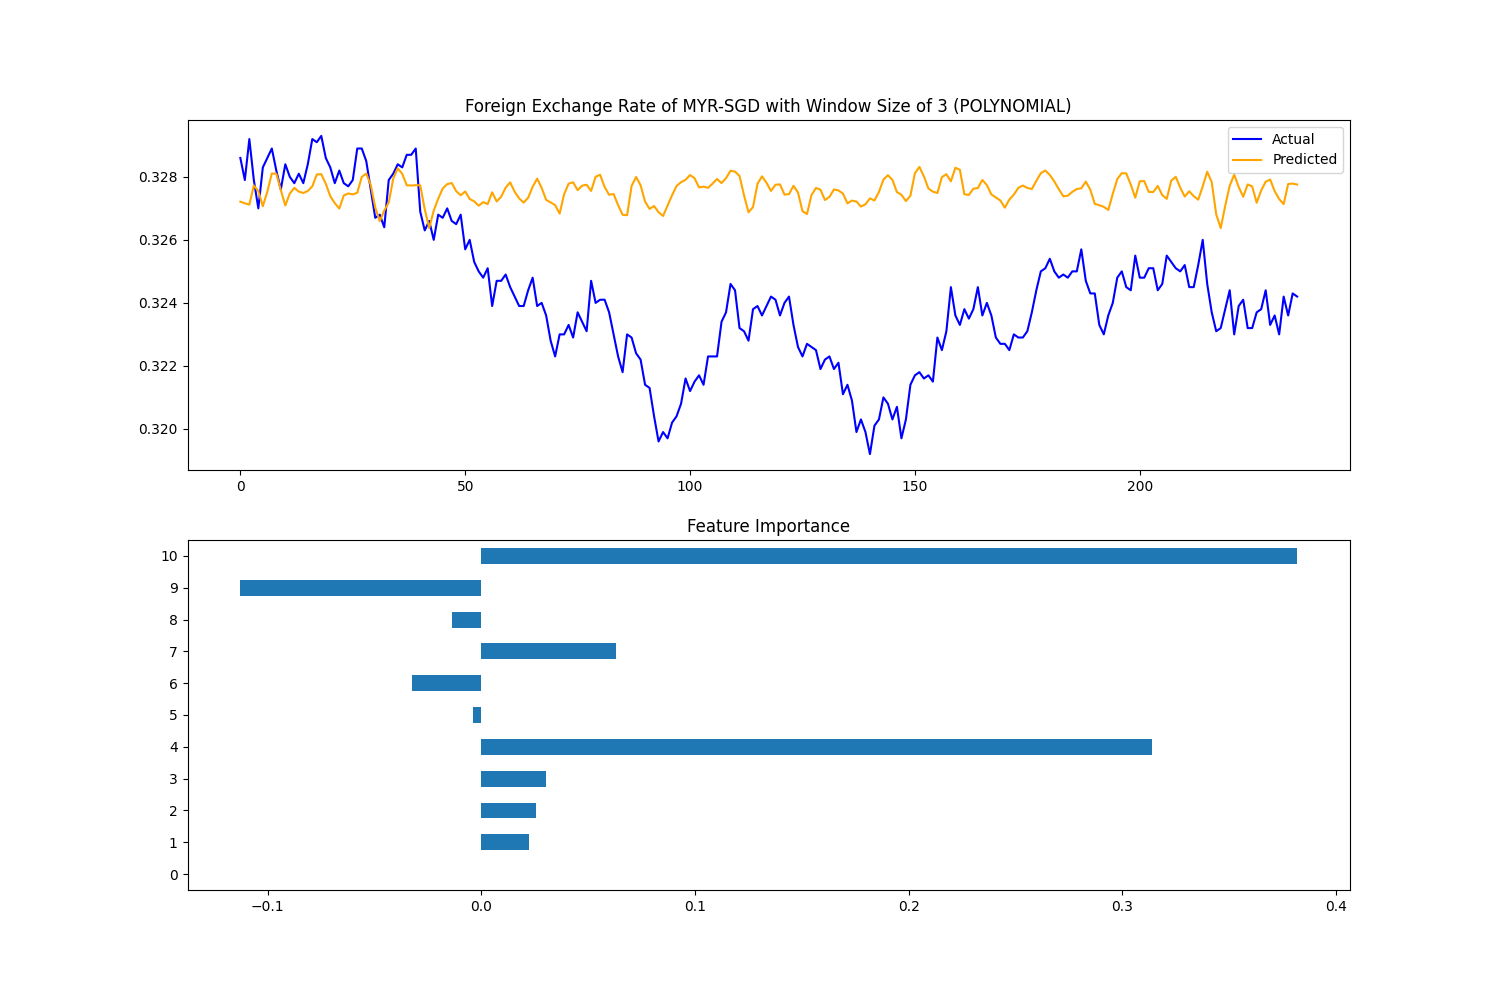 Foreign Exchange Rate of MYR-SGD with Window Size of 3 (POLYNOMIAL)
Actual
Predicted
0.328
0.326
0.324
0.322
0.320
0 50 100 150 200
Feature Importance
10
9
8
7
6
5
4
3
2
1
0
−0.1 0.0 0.1 0.2 0.3 0.4